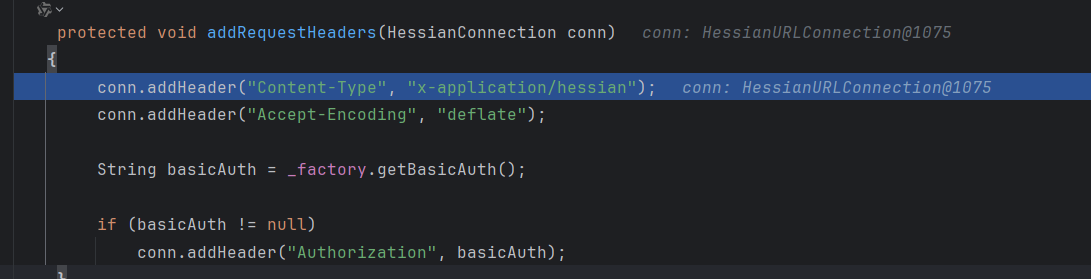 protected void addRequestHeaders(HessianConnection conn) conn: HessianURLConnection@1075
{
conn.addHeader("Content-Type", "x-application/hessian"); conn: HessianURLConnection@1075
conn.addHeader("Accept-Encoding", "deflate");
String basicAuth = _factory.getBasicAuth();
if (basicAuth != null)
conn.addHeader("Authorization", basicAuth);
}